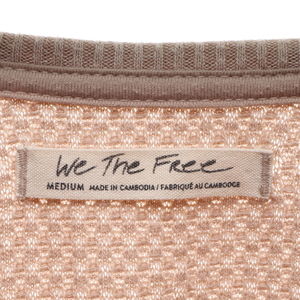 We The Free
MEDIUM MADE IN CAMBODIA / FABRIQUÉ AU CAMBODGE